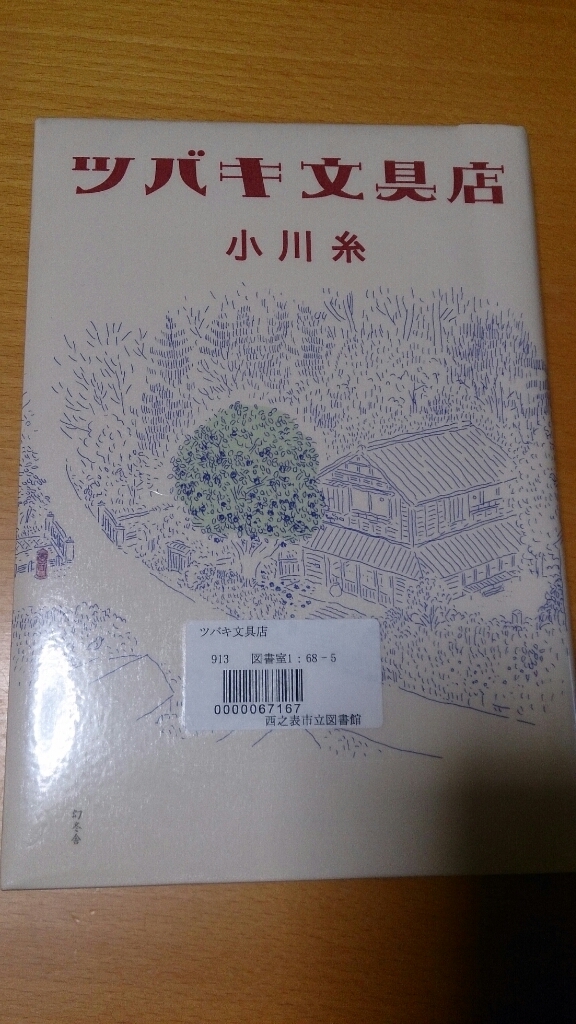 ツバキ文具店
小川糸
ツバキ文具店
913 図書室1:68-5
0000067167
西之表市立図書館
幻冬舎